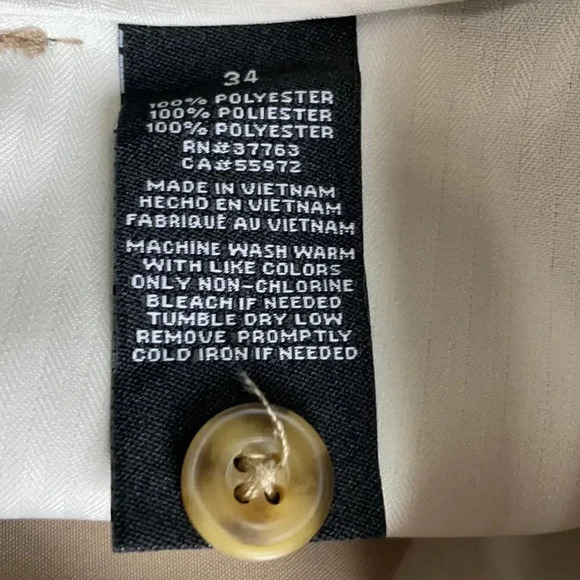 34
100% POLYESTER
100% POLIESTER
100% POLYESTER
RN#37763
CA#55972
MADE IN VIETNAM
HECHO EN VIETNAM
FABRIQUÉ AU VIETNAM
MACHINE WASH WARM
WITH LIKE COLORS
ONLY NON-CHLORINE
BLEACH IF NEEDED
TUMBLE DRY LOW
REMOVE PROMPTLY
COLD IRON IF NEEDED